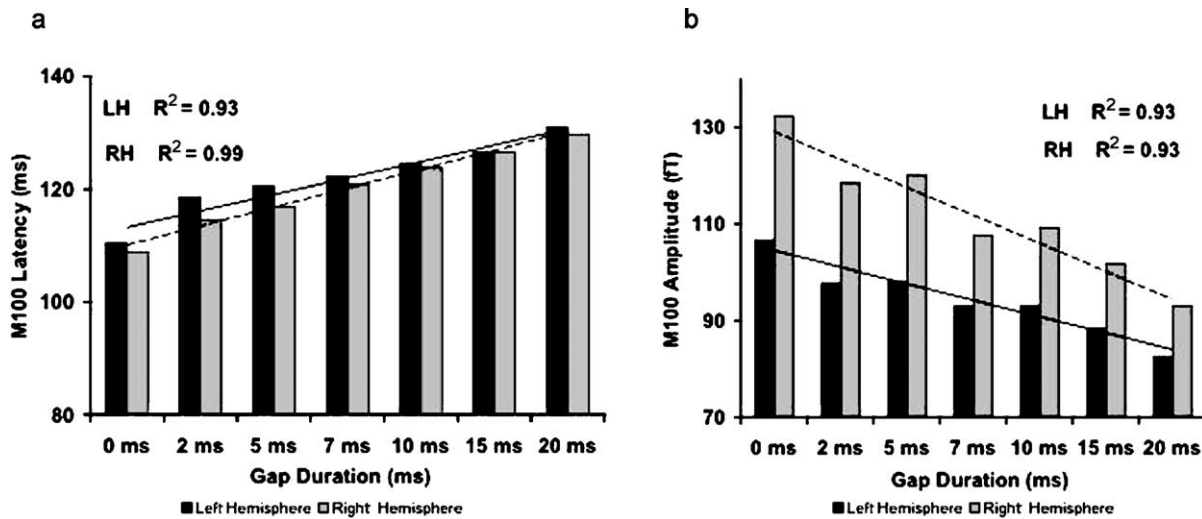 a
140
120
100
80
M100 Latency (ms)
LH R² = 0.93
RH R² = 0.99
0 ms 2 ms 5 ms 7 ms 10 ms 15 ms 20 ms
Gap Duration (ms)
Left Hemisphere Right Hemisphere
b
130
110
90
70
M100 Amplitude (fT)
LH R² = 0.93
RH R² = 0.93
0 ms 2 ms 5 ms 7 ms 10 ms 15 ms 20 ms
Gap Duration (ms)
Left Hemisphere Right Hemisphere